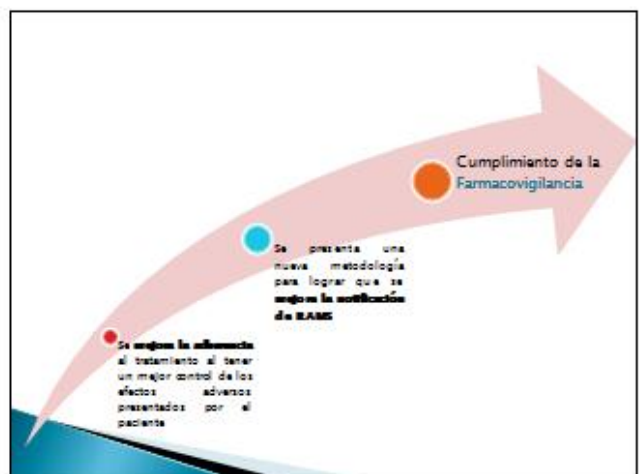 Cumplimiento de la
Farmacovigilancia
Se presenta una
nueva metodología
para lograr que se
mejore la notificación
de RAMS
Se mejora la adherencia
al tratamiento al tener
un mejor control de los
efectos adversos
presentados por el
paciente